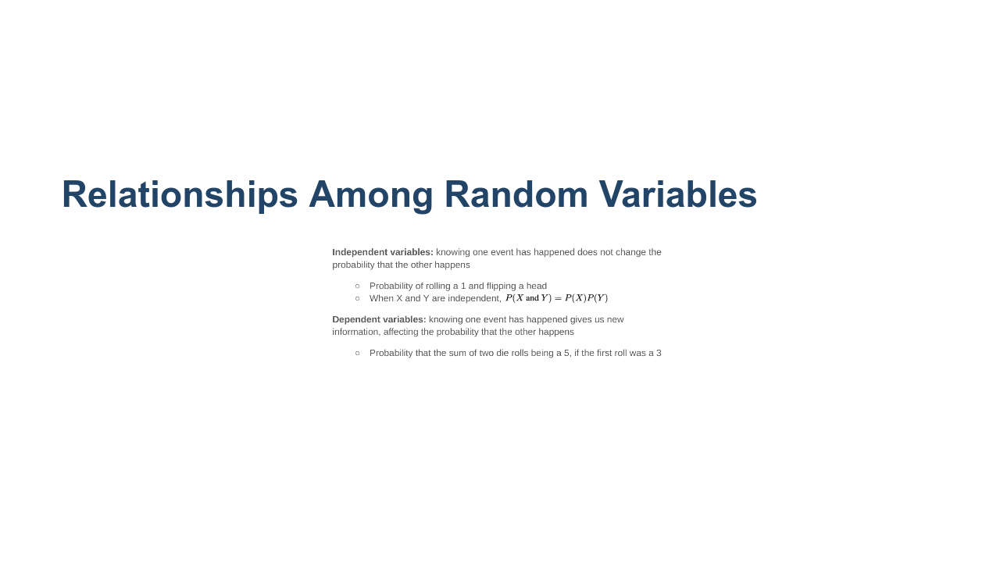 Relationships Among Random Variables
Independent variables: knowing one event has happened does not change the
probability that the other happens
○ Probability of rolling a 1 and flipping a head
○ When X and Y are independent, P(X and Y) = P(X)P(Y)
Dependent variables: knowing one event has happened gives us new
information, affecting the probability that the other happens
○ Probability that the sum of two die rolls being a 5, if the first roll was a 3